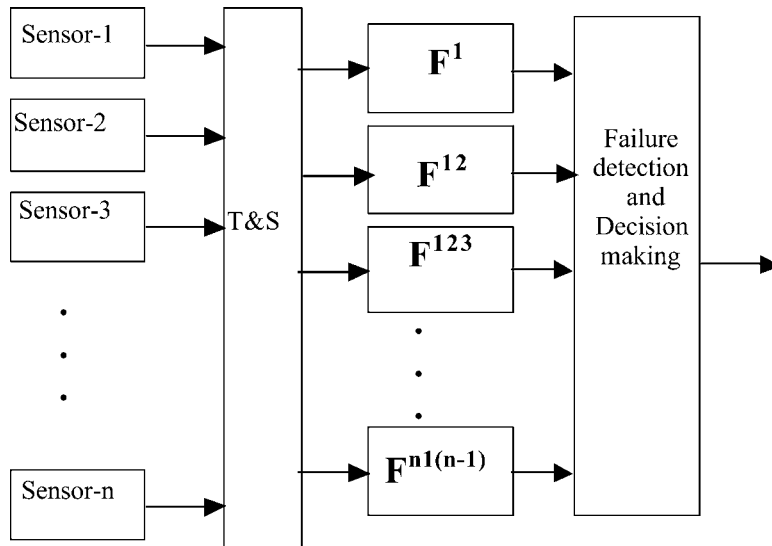 Sensor-1
Sensor-2
Sensor-3
Sensor-n
T&S
F¹
F¹²
F¹²³
Fⁿ¹⁽ⁿ⁻¹⁾
Failure
detection
and
Decision
making